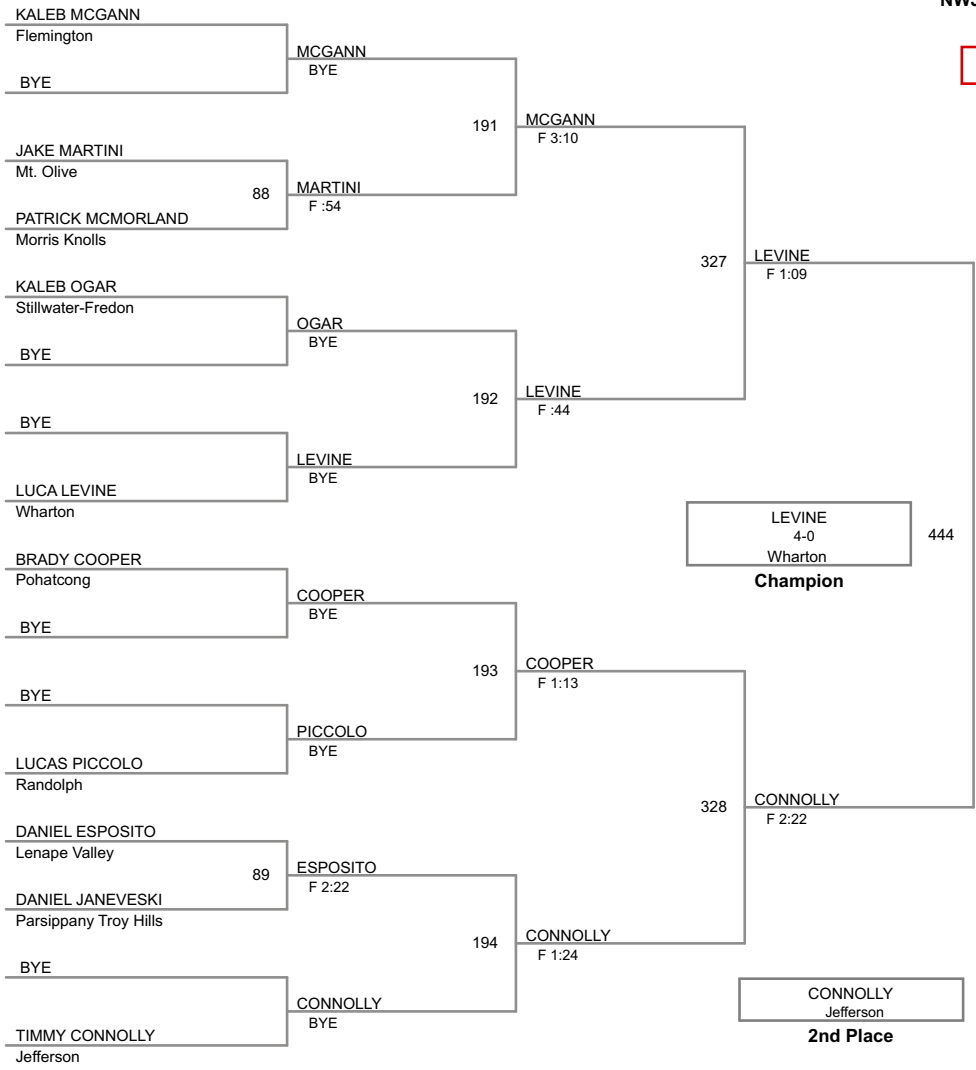 NWJ
KALEB MCGANN
Flemington
BYE
MCGANN
BYE
191
MCGANN
F 3:10
JAKE MARTINI
Mt. Olive
88
MARTINI
F :54
PATRICK MCMORLAND
Morris Knolls
327
LEVINE
F 1:09
KALEB OGAR
Stillwater-Fredon
OGAR
BYE
BYE
192
LEVINE
F :44
BYE
LEVINE
BYE
LUCA LEVINE
Wharton
LEVINE
4-0
Wharton
444
Champion
BRADY COOPER
Pohatcong
COOPER
BYE
BYE
193
COOPER
F 1:13
BYE
PICCOLO
BYE
LUCAS PICCOLO
Randolph
328
CONNOLLY
F 2:22
DANIEL ESPOSITO
Lenape Valley
89
ESPOSITO
F 2:22
DANIEL JANEVESKI
Parsippany Troy Hills
194
CONNOLLY
F 1:24
BYE
CONNOLLY
BYE
TIMMY CONNOLLY
Jefferson
CONNOLLY
Jefferson
2nd Place